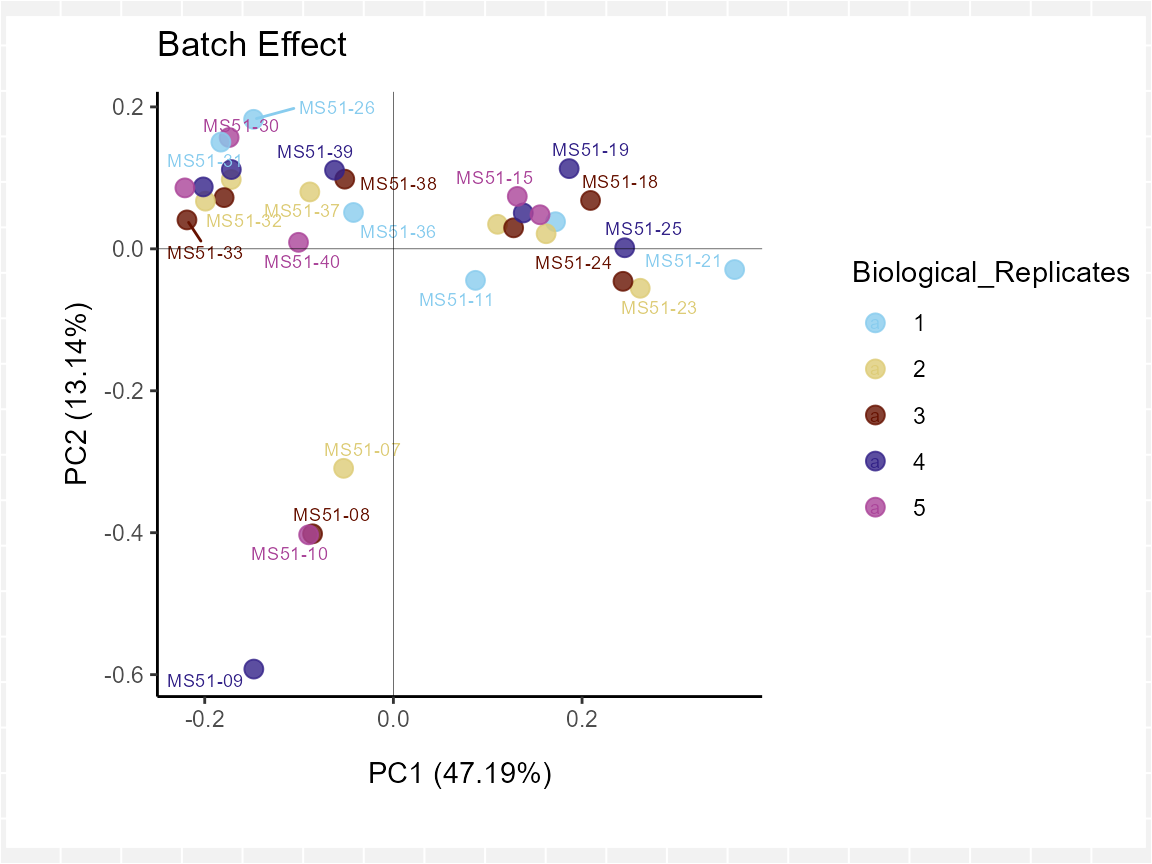 Batch Effect
0.2
0.0
-0.2
-0.4
-0.6
PC2 (13.14%)
MS51-26
MS51-30
MS51-39
MS51-19
MS51-31
MS51-15
MS51-38
MS51-18
MS51-37
MS51-32
MS51-36
MS51-25
MS51-33
MS51-40
MS51-24
MS51-21
MS51-11
MS51-23
MS51-07
MS51-08
MS51-10
MS51-09
-0.2
0.0
0.2
PC1 (47.19%)
Biological_Replicates
a 1
a 2
a 3
a 4
a 5